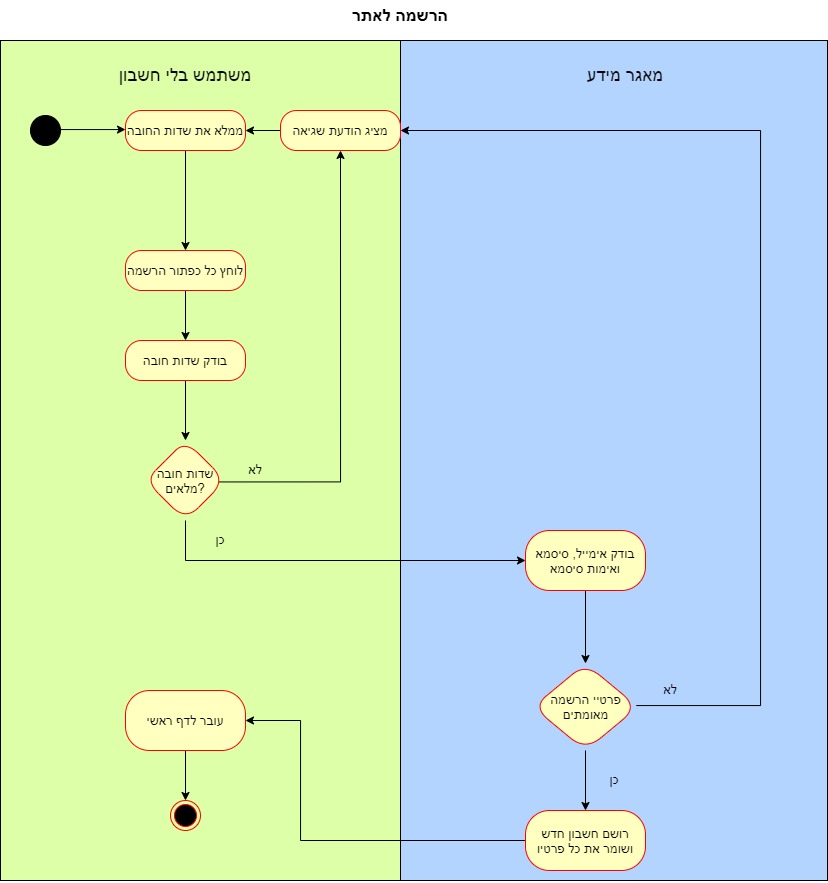 הרשמה לאתר
משתמש בלי חשבון
מאגר מידע
ממלא את שדות החובה
מציג הודעת שגיאה
לוחץ כל כפתור הרשמה
בודק שדות חובה
שדות חובה
מלאים?
לא
כן
בודק אימייל, סיסמא
ואימות סיסמא
פרטיי הרשמה
מאומתים
לא
כן
עובר לדף ראשי
רושם חשבון חדש
ושומר את כל פרטיו